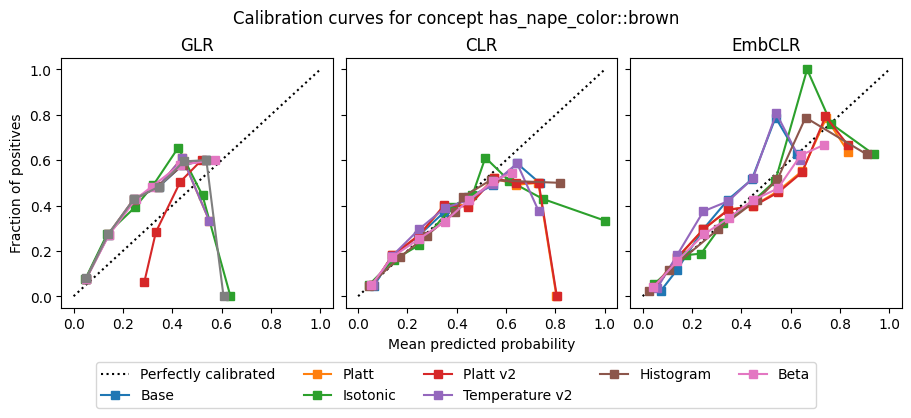 Calibration curves for concept has_nape_color::brown
GLR CLR EmbCLR
Fraction of positives
1.0
0.8
0.6
0.4
0.2
0.0
0.0 0.2 0.4 0.6 0.8 1.0 0.0 0.2 0.4 0.6 0.8 1.0 0.0 0.2 0.4 0.6 0.8 1.0
Mean predicted probability
Perfectly calibrated Platt Platt v2 Histogram Beta
Base Isotonic Temperature v2